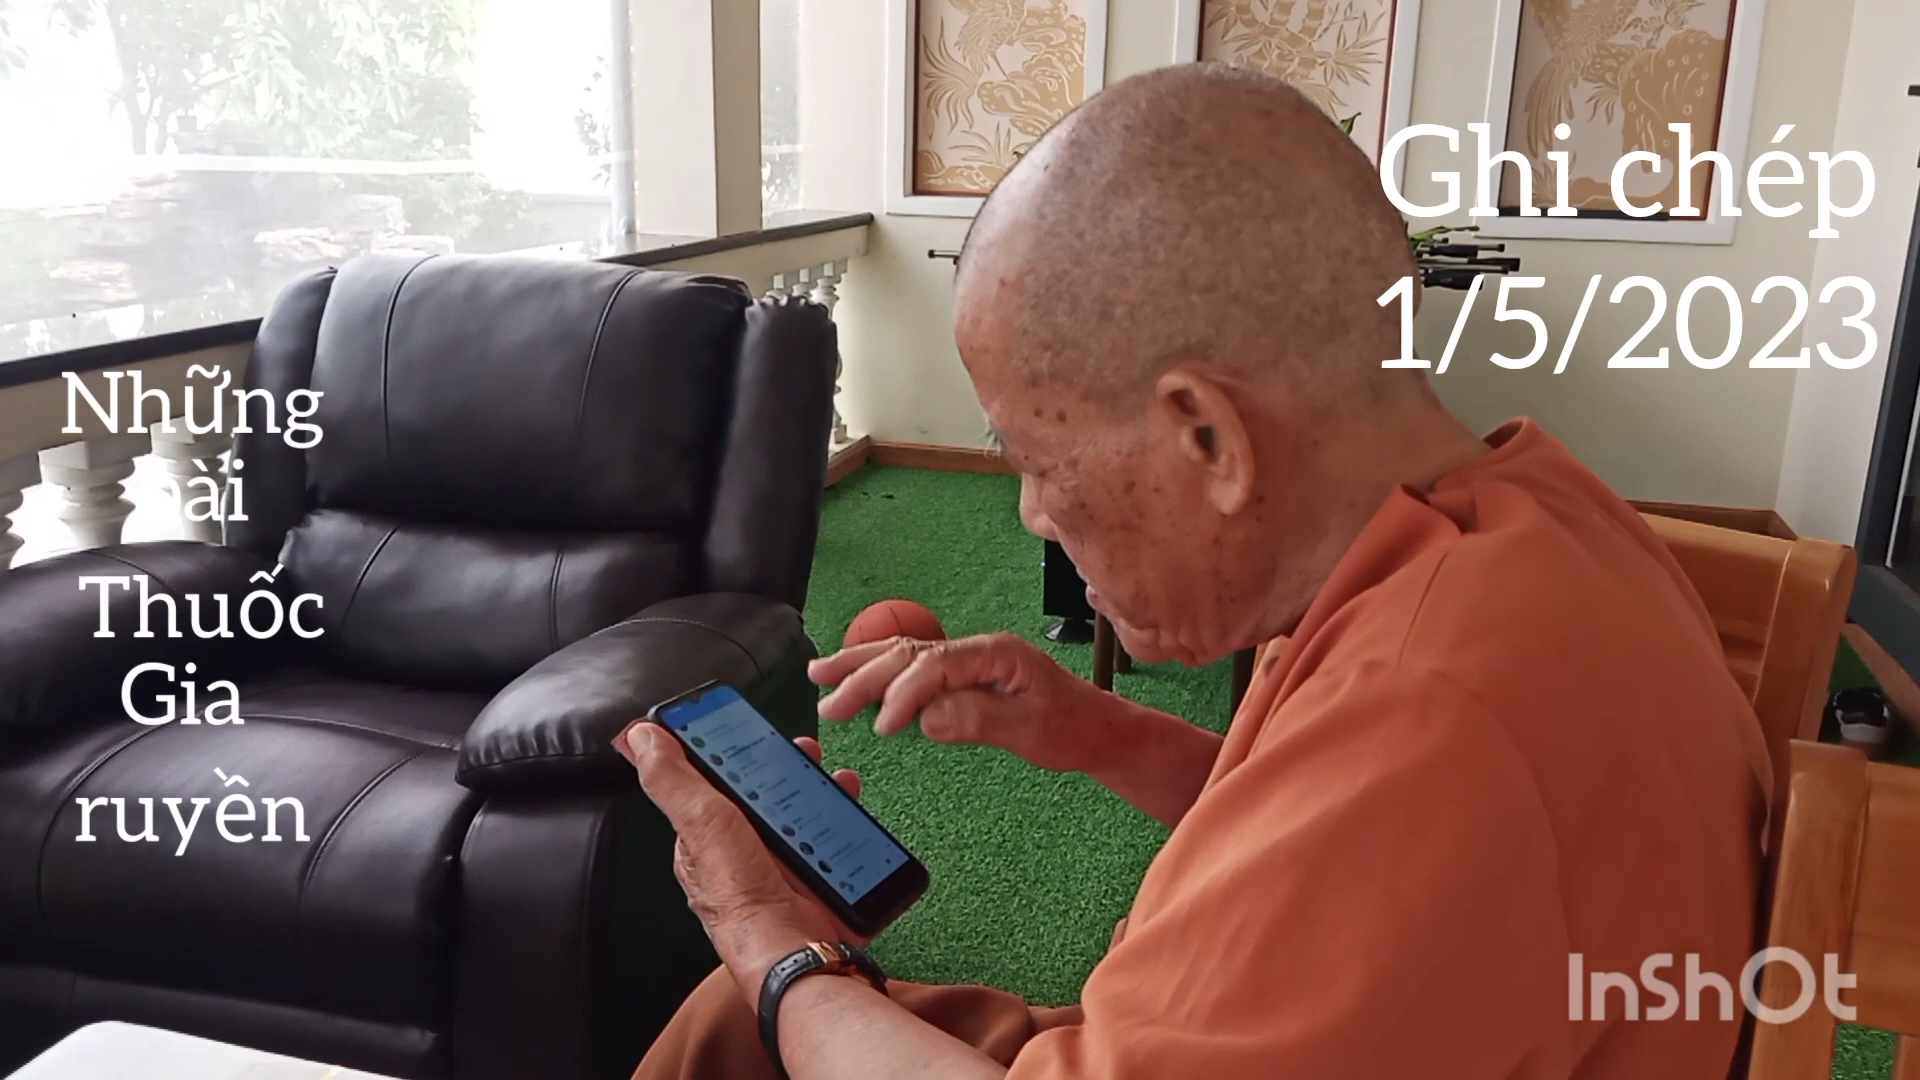 Ghi chép
1/5/2023
Những
ài
Thuốc
Gia
ruyền
InShOt